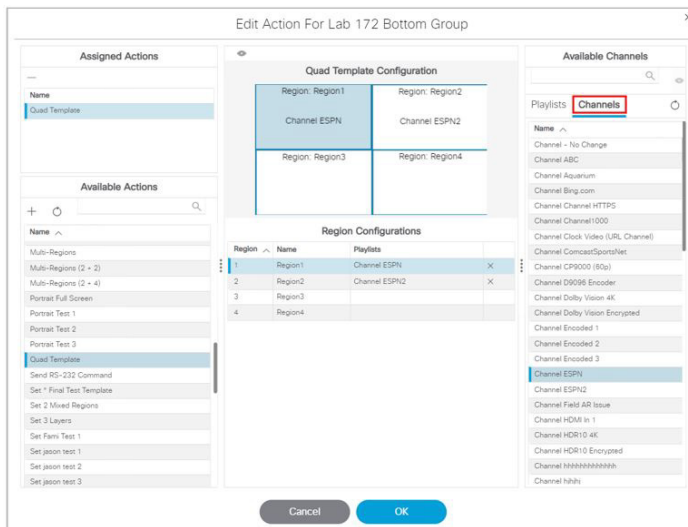 Edit Action For Lab 172 Bottom Group
Assigned Actions
Name
Quad Template
Available Actions
Name
Multi-Regions
Multi-Regions (2 + 2)
Multi-Regions (2 + 4)
Portrait Full Screen
Portrait Test 1
Portrait Test 2
Portrait Test 3
Quad Template
Send RS-232 Command
Set * Final Test Template
Set 2 Mixed Regions
Set 3 Layers
Set Fami Test 1
Set jason test 1
Set jason test 2
Set jason test 3
Quad Template Configuration
Region: Region1
Channel ESPN
Region: Region2
Channel ESPN2
Region: Region3
Region: Region4
Region Configurations
Region Name Playlists
1 Region1 Channel ESPN
2 Region2 Channel ESPN2
3 Region3
4 Region4
Available Channels
Playlists Channels
Name
Channel - No Change
Channel ABC
Channel Aquarium
Channel Bing.com
Channel Channel HTTPS
Channel Channel1000
Channel Clock Video (URL Channel)
Channel ComcastSportsNet
Channel CP9000 (60p)
Channel D9096 Encoder
Channel Dolby Vision 4K
Channel Dolby Vision Encrypted
Channel Encoded 1
Channel Encoded 2
Channel Encoded 3
Channel ESPN
Channel ESPN2
Channel Field AR Issue
Channel HDMI In 1
Channel HDR10 4K
Channel HDR10 Encrypted
Channel hhhhhhhhhhhhh
Channel hihihi
Cancel OK